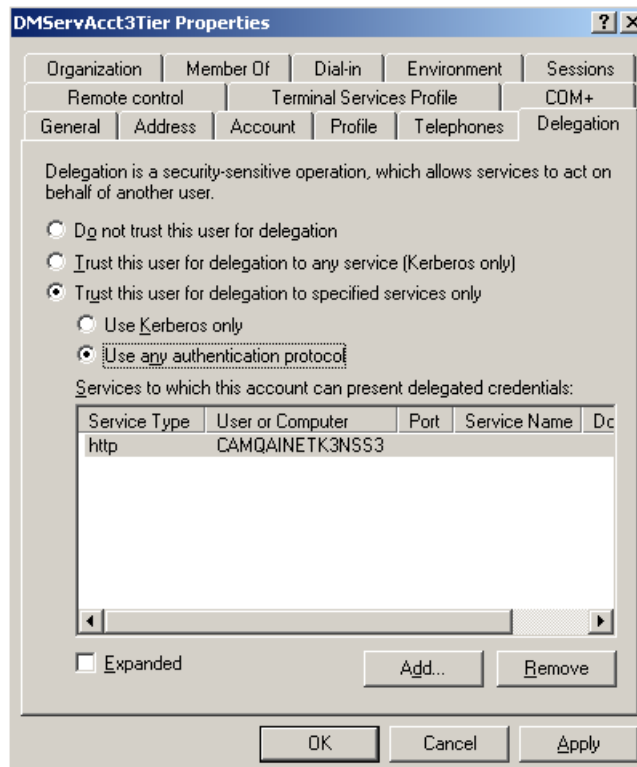 DMServAcct3Tier Properties
Organization Member Of Dial-in Environment Sessions
Remote control Terminal Services Profile COM+
General Address Account Profile Telephones Delegation
Delegation is a security-sensitive operation, which allows services to act on
behalf of another user.
Do not trust this user for delegation
Trust this user for delegation to any service (Kerberos only)
Trust this user for delegation to specified services only
Use Kerberos only
Use any authentication protocol
Services to which this account can present delegated credentials:
Service Type User or Computer Port Service Name Do
http CAMQAINETK3NSS3
Expanded Add... Remove
OK Cancel Apply